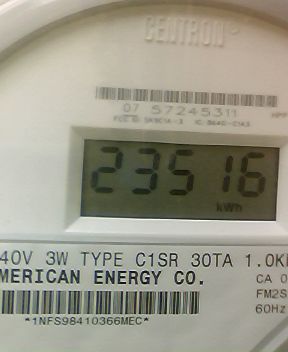 CENTRON®
07 57245311
23516
kWh
40V 3W TYPE C1SR 30TA 1.0K
MERICAN ENERGY CO.
CA 0
FM2S
60Hz
*1NFS98410366MEC*